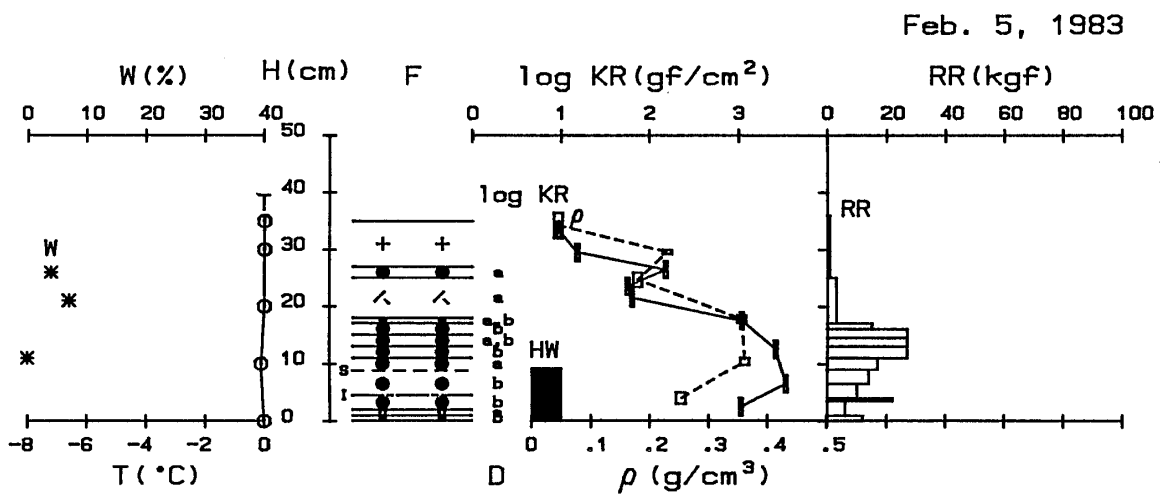 Feb. 5, 1983
W(%) H(cm) F log KR(gf/cm²) RR(kgf)
0 10 20 30 40 0 1 2 3 0 20 40 60 80 100
50
40
30
20
10
0
T
W
log KR
ρ
RR
HW
a
a
a,b
b
a,b
b
a
b
b
S
I
-8 -6 -4 -2 0 0 .1 .2 .3 .4 .5
T(°C) D ρ(g/cm³)